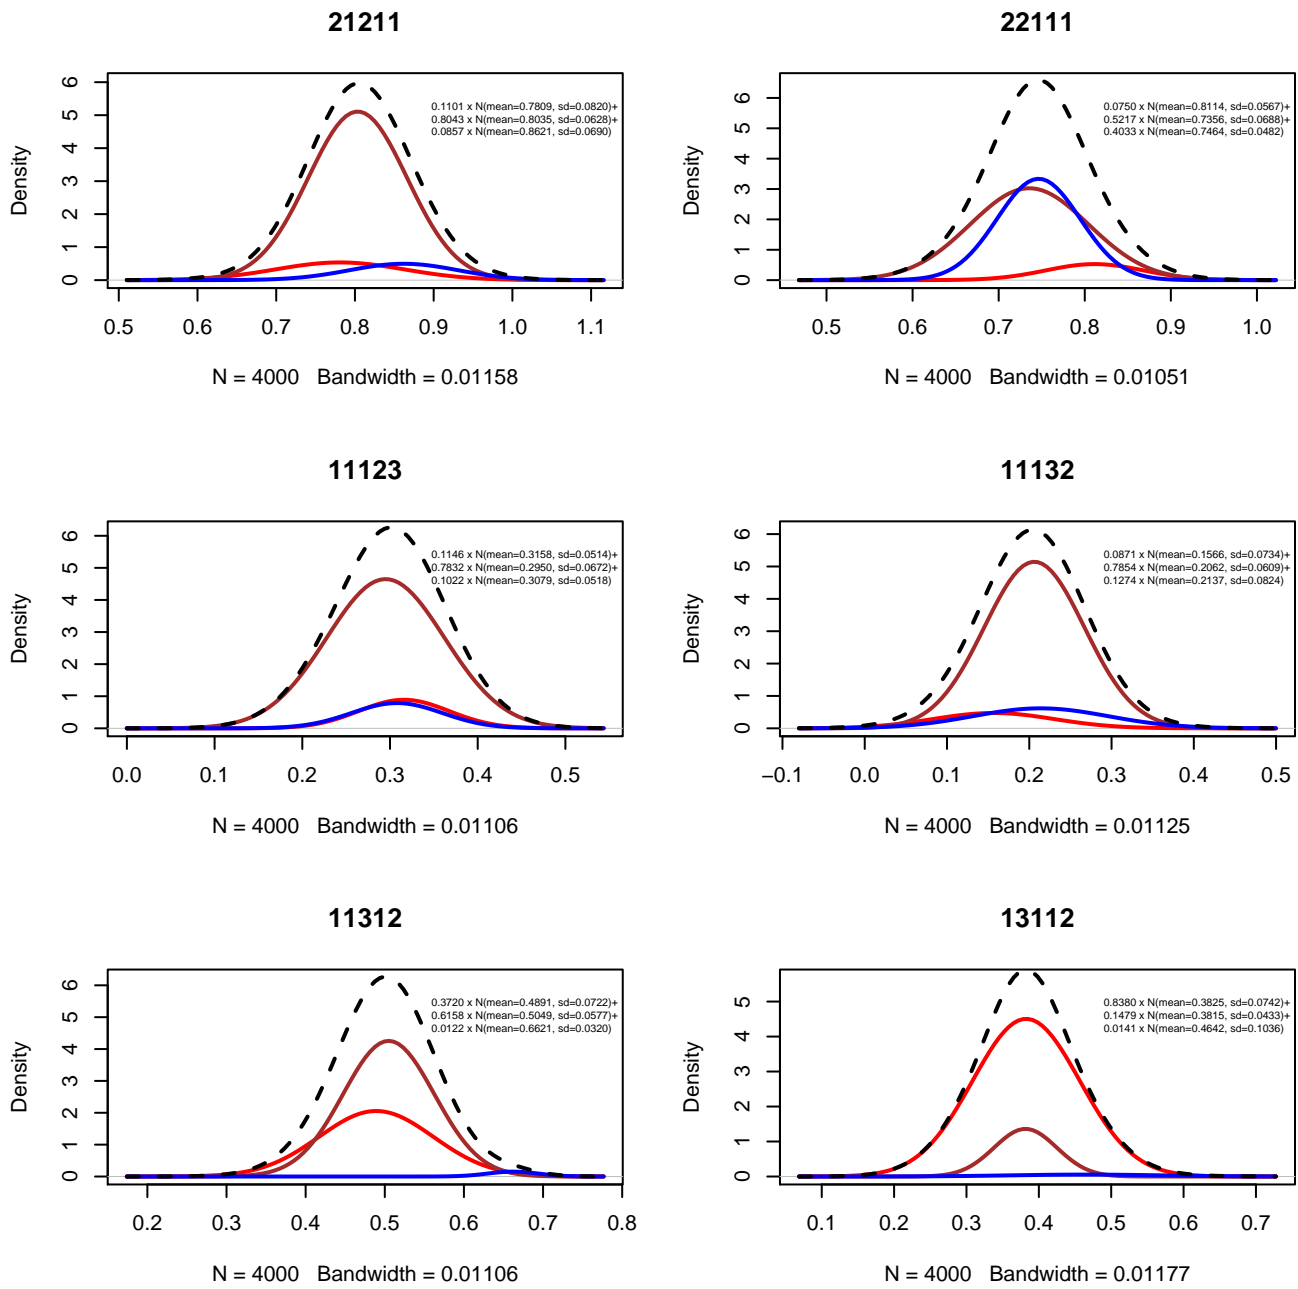 21211
Density
0 1 2 3 4 5 6
0.1101 x N(mean=0.7809, sd=0.0820)+
0.8043 x N(mean=0.8035, sd=0.0628)+
0.0857 x N(mean=0.8621, sd=0.0690)
0.5 0.6 0.7 0.8 0.9 1.0 1.1
N = 4000 Bandwidth = 0.01158
22111
Density
0 1 2 3 4 5 6
0.0750 x N(mean=0.8114, sd=0.0567)+
0.5217 x N(mean=0.7356, sd=0.0688)+
0.4033 x N(mean=0.7464, sd=0.0482)
0.5 0.6 0.7 0.8 0.9 1.0
N = 4000 Bandwidth = 0.01051
11123
Density
0 1 2 3 4 5 6
0.1146 x N(mean=0.3158, sd=0.0514)+
0.7832 x N(mean=0.2950, sd=0.0672)+
0.1022 x N(mean=0.3079, sd=0.0518)
0.0 0.1 0.2 0.3 0.4 0.5
N = 4000 Bandwidth = 0.01106
11132
Density
0 1 2 3 4 5 6
0.0871 x N(mean=0.1566, sd=0.0734)+
0.7854 x N(mean=0.2062, sd=0.0609)+
0.1274 x N(mean=0.2137, sd=0.0824)
−0.1 0.0 0.1 0.2 0.3 0.4 0.5
N = 4000 Bandwidth = 0.01125
11312
Density
0 1 2 3 4 5 6
0.3720 x N(mean=0.4891, sd=0.0722)+
0.6158 x N(mean=0.5049, sd=0.0577)+
0.0122 x N(mean=0.6621, sd=0.0320)
0.2 0.3 0.4 0.5 0.6 0.7 0.8
N = 4000 Bandwidth = 0.01106
13112
Density
0 1 2 3 4 5
0.8380 x N(mean=0.3825, sd=0.0742)+
0.1479 x N(mean=0.3815, sd=0.0433)+
0.0141 x N(mean=0.4642, sd=0.1036)
0.1 0.2 0.3 0.4 0.5 0.6 0.7
N = 4000 Bandwidth = 0.01177